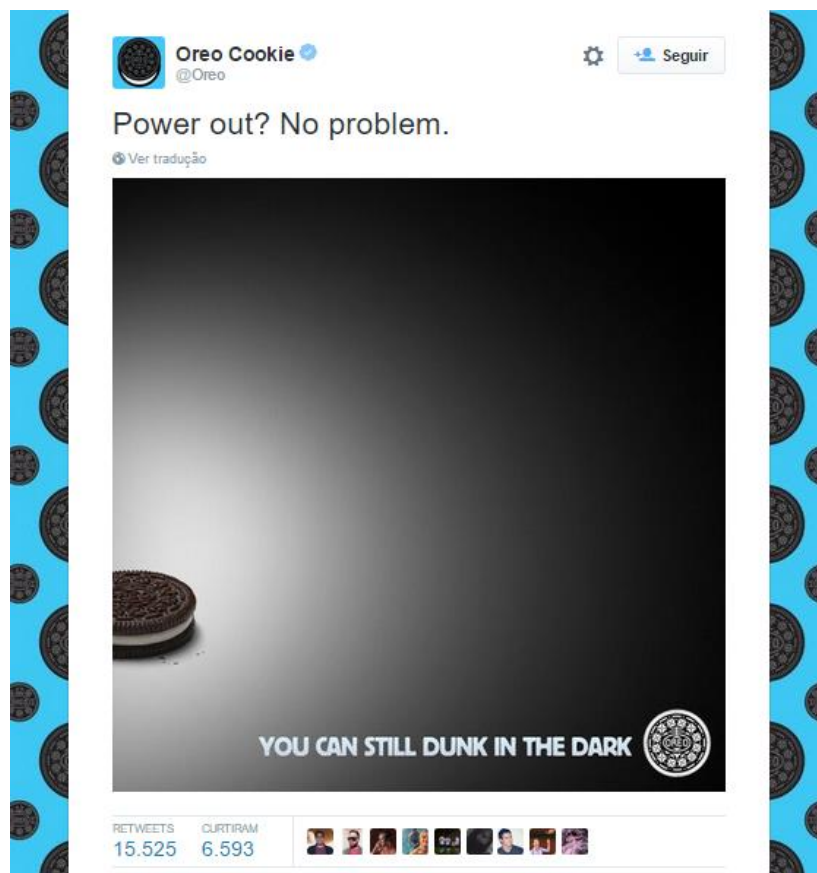 Oreo Cookie
@Oreo
Seguir
Power out? No problem.
Ver tradução
YOU CAN STILL DUNK IN THE DARK
OREO
RETWEETS CURTIRAM
15.525 6.593